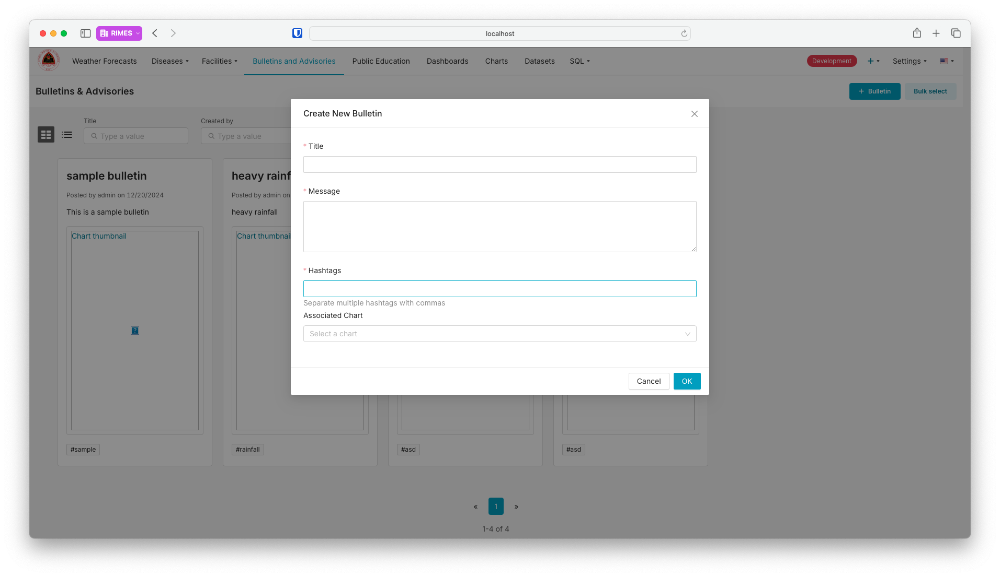 RIMES
localhost
Weather Forecasts
Diseases
Facilities
Bulletins and Advisories
Public Education
Dashboards
Charts
Datasets
SQL
Development
Settings
Bulletins & Advisories
+ Bulletin
Bulk select
Title
Type a value
Created by
Type a value
sample bulletin
Posted by admin on 12/20/2024
This is a sample bulletin
Chart thumbnail
?
#sample
heavy rainf
Posted by admin on
heavy rainfall
Chart thumbnai
#rainfall
#asd
#asd
Create New Bulletin
* Title
* Message
* Hashtags
Separate multiple hashtags with commas
Associated Chart
Select a chart
Cancel
OK
« 1 »
1-4 of 4